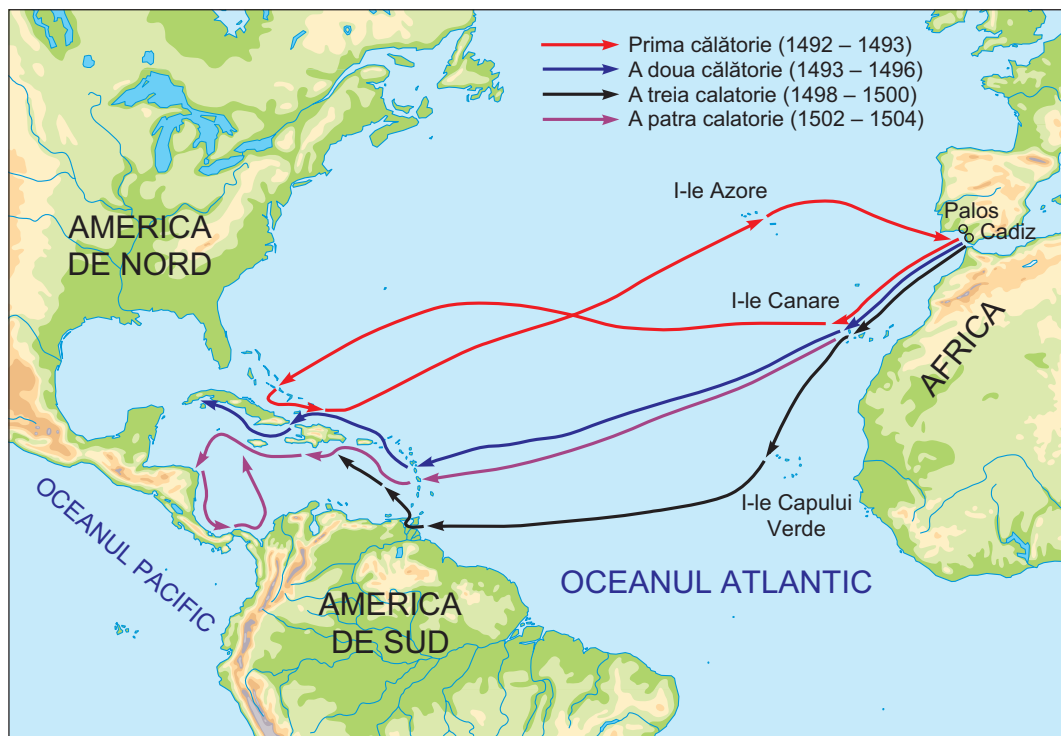 Prima călătorie (1492 – 1493)
A doua călătorie (1493 – 1496)
A treia calatorie (1498 – 1500)
A patra calatorie (1502 – 1504)
I-le Azore
Palos
Cadiz
AMERICA
DE NORD
I-le Canare
AFRICA
I-le Capului
Verde
OCEANUL PACIFIC
OCEANUL ATLANTIC
AMERICA
DE SUD